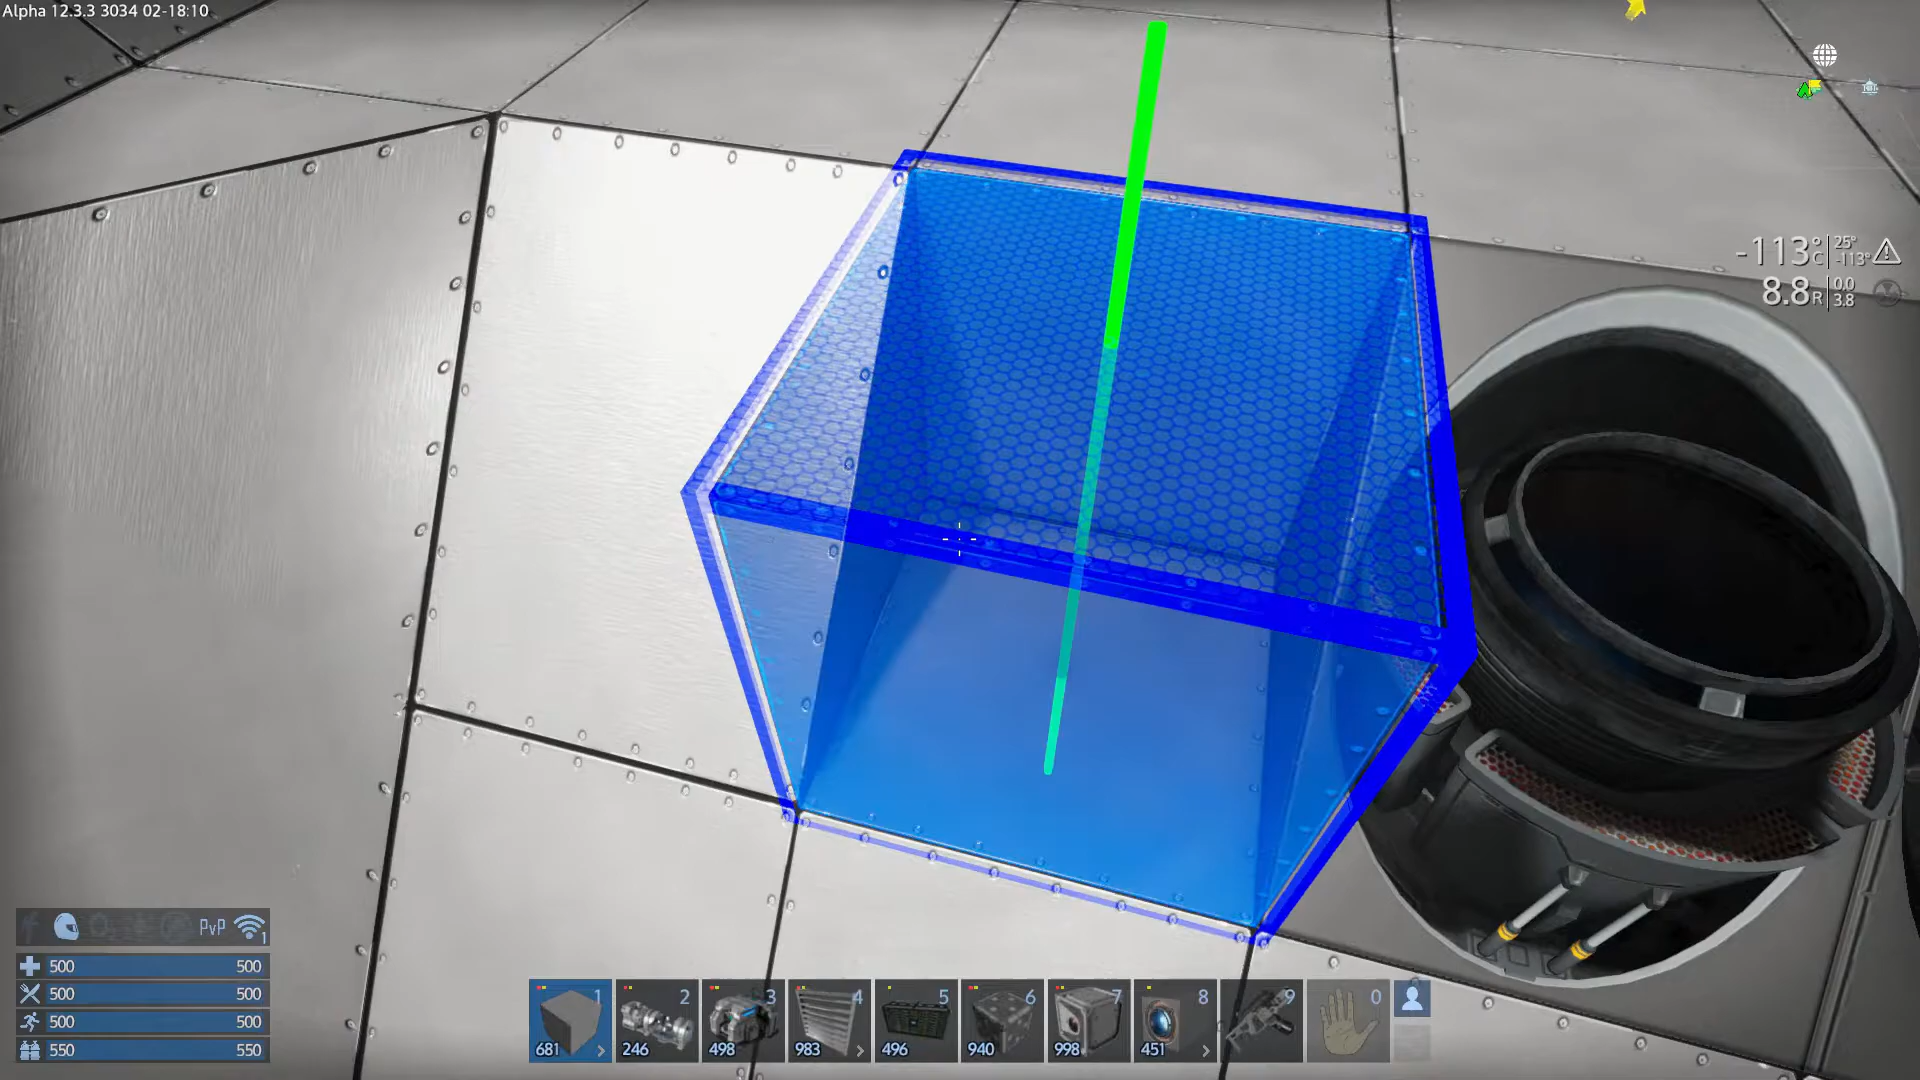 Alpha 12.3.3 3034 02-18:10
-113°C 25° -113°
8.8R 0.0 3.8
PvP 1
500 500
500 500
500 500
550 550
1 2 3 4 5 6 7 8 9 0
681 246 498 983 496 940 998 451